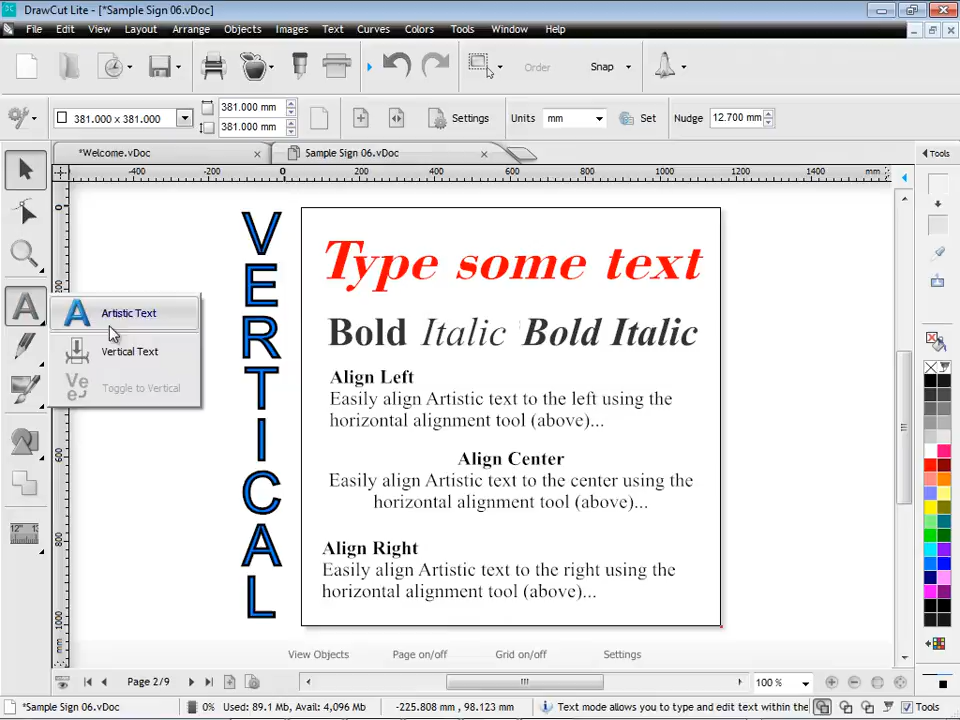 DrawCut Lite - [*Sample Sign 06.vDoc]
File Edit View Layout Arrange Objects Images Text Curves Colors Tools Window Help
Order Snap
381.000 x 381.000
381.000 mm
381.000 mm
Settings Units mm Set Nudge 12.700 mm
*Welcome.vDoc
Sample Sign 06.vDoc
Tools
-400 -200 0 200 400 600 800 1000 1200 1400 mm
0
200
600
800
1000
mm
Artistic Text
Vertical Text
Toggle to Vertical
VERTICAL
Type some text
Bold Italic Bold Italic
Align Left
Easily align Artistic text to the left using the
horizontal alignment tool (above)...
Align Center
Easily align Artistic text to the center using the
horizontal alignment tool (above)...
Align Right
Easily align Artistic text to the right using the
horizontal alignment tool (above)...
View Objects Page on/off Grid on/off Settings
Page 2/9
100 %
*Sample Sign 06.vDoc 0% Used: 89.1 Mb, Avail: 4,096 Mb -225.808 mm , 98.123 mm Text mode allows you to type and edit text within the Tools